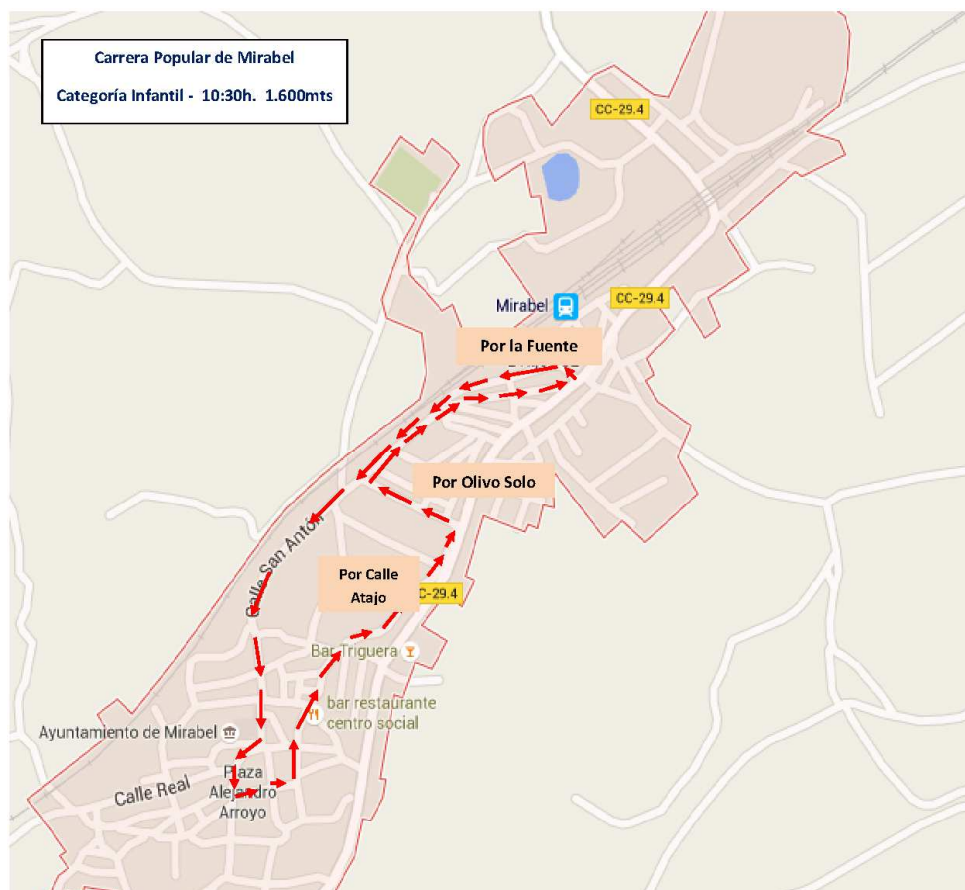 Carrera Popular de Mirabel
Categoría Infantil - 10:30h. 1.600mts
CC-29.4
CC-29.4
Mirabel
Por la Fuente
Por Olivo Solo
Calle San Antón
Por Calle
Atajo
CC-29.4
Bar Triguera
bar restaurante
centro social
Ayuntamiento de Mirabel
Plaza
Alejandro
Arroyo
Calle Real